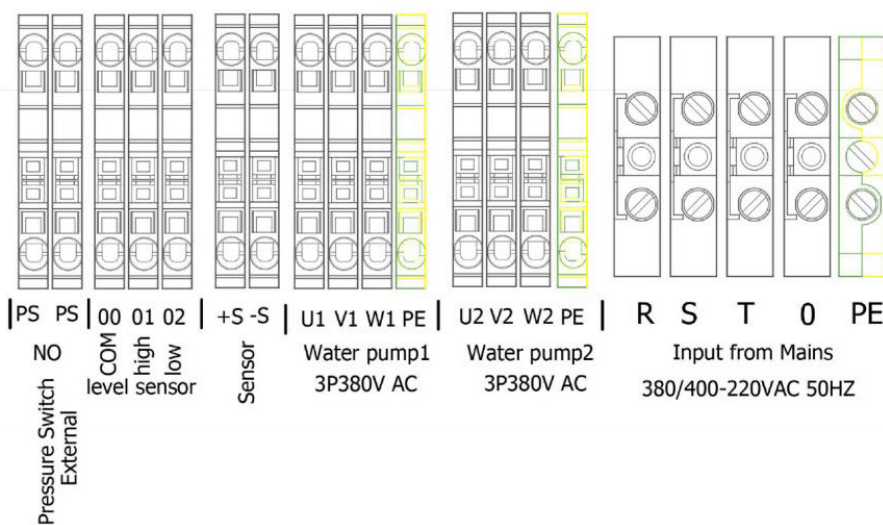 PS PS 00 01 02 +S -S U1 V1 W1 PE U2 V2 W2 PE R S T 0 PE
NO
COM
high
low
level sensor
Pressure Switch
External
Sensor
Water pump1
3P380V AC
Water pump2
3P380V AC
Input from Mains
380/400-220VAC 50HZ